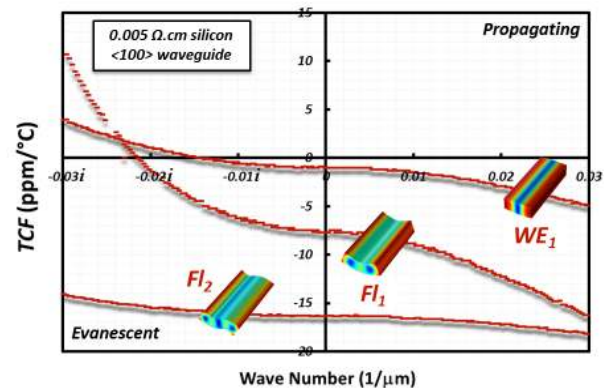 0.005 Ω.cm silicon
<100> waveguide
Propagating
15
10
5
0
-5
-10
-15
20
-0.03i
-0.02i
-0.01i
0
0.01
0.02
0.03
WE1
Fl1
Fl2
Evanescent
TCF (ppm/°C)
Wave Number (1/μm)